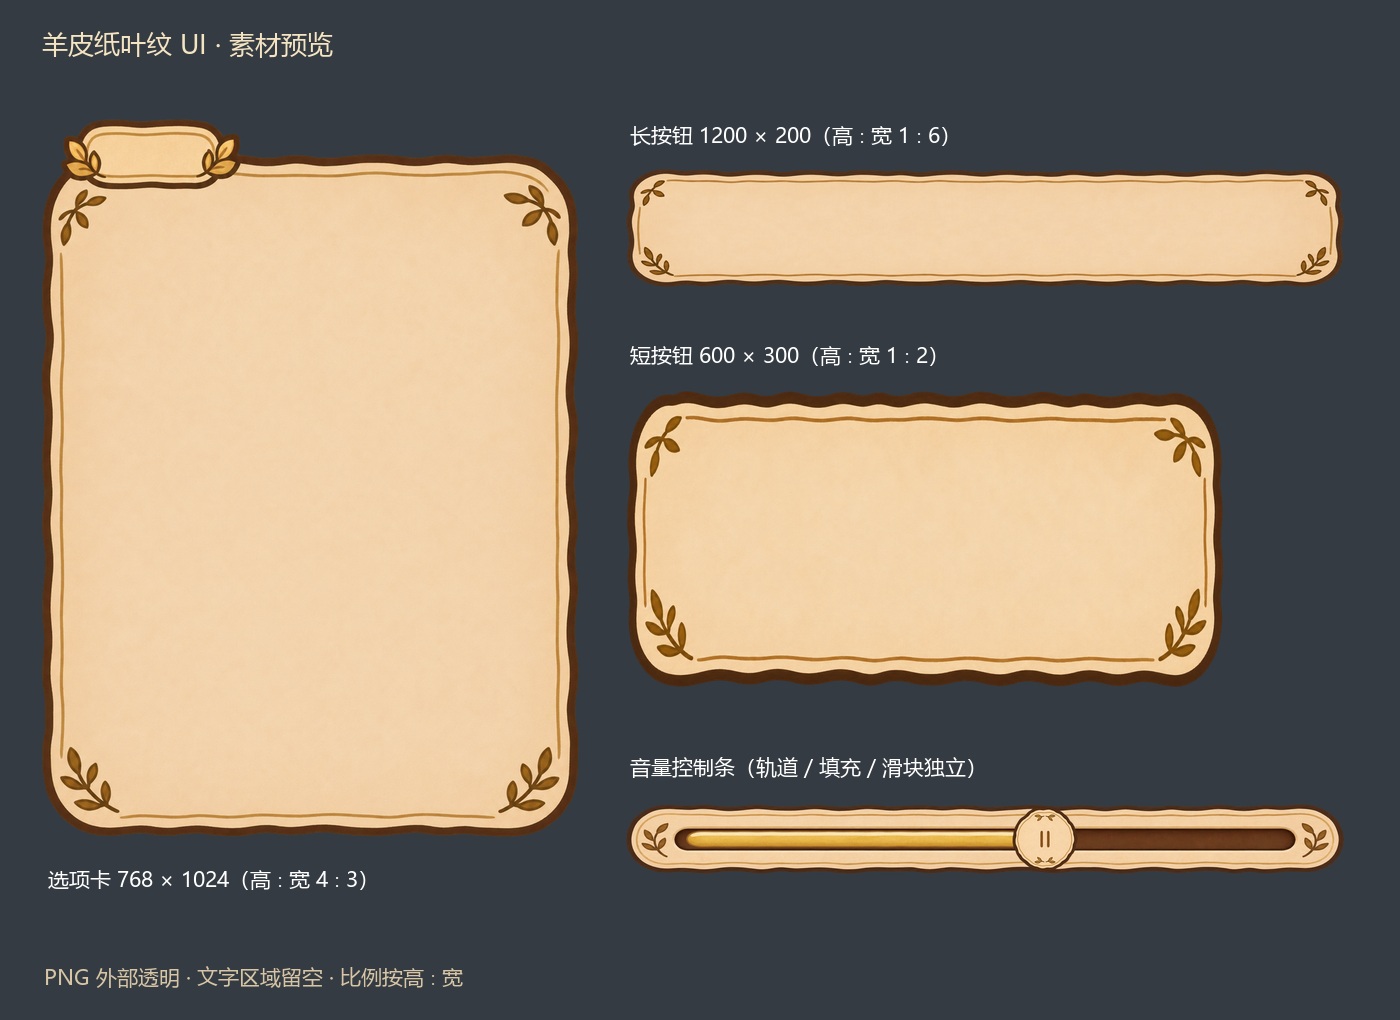 羊皮纸叶纹 UI · 素材预览
长按钮 1200 × 200（高 : 宽 1 : 6）
短按钮 600 × 300（高 : 宽 1 : 2）
音量控制条（轨道 / 填充 / 滑块独立）
选项卡 768 × 1024（高 : 宽 4 : 3）
PNG 外部透明 · 文字区域留空 · 比例按高 : 宽